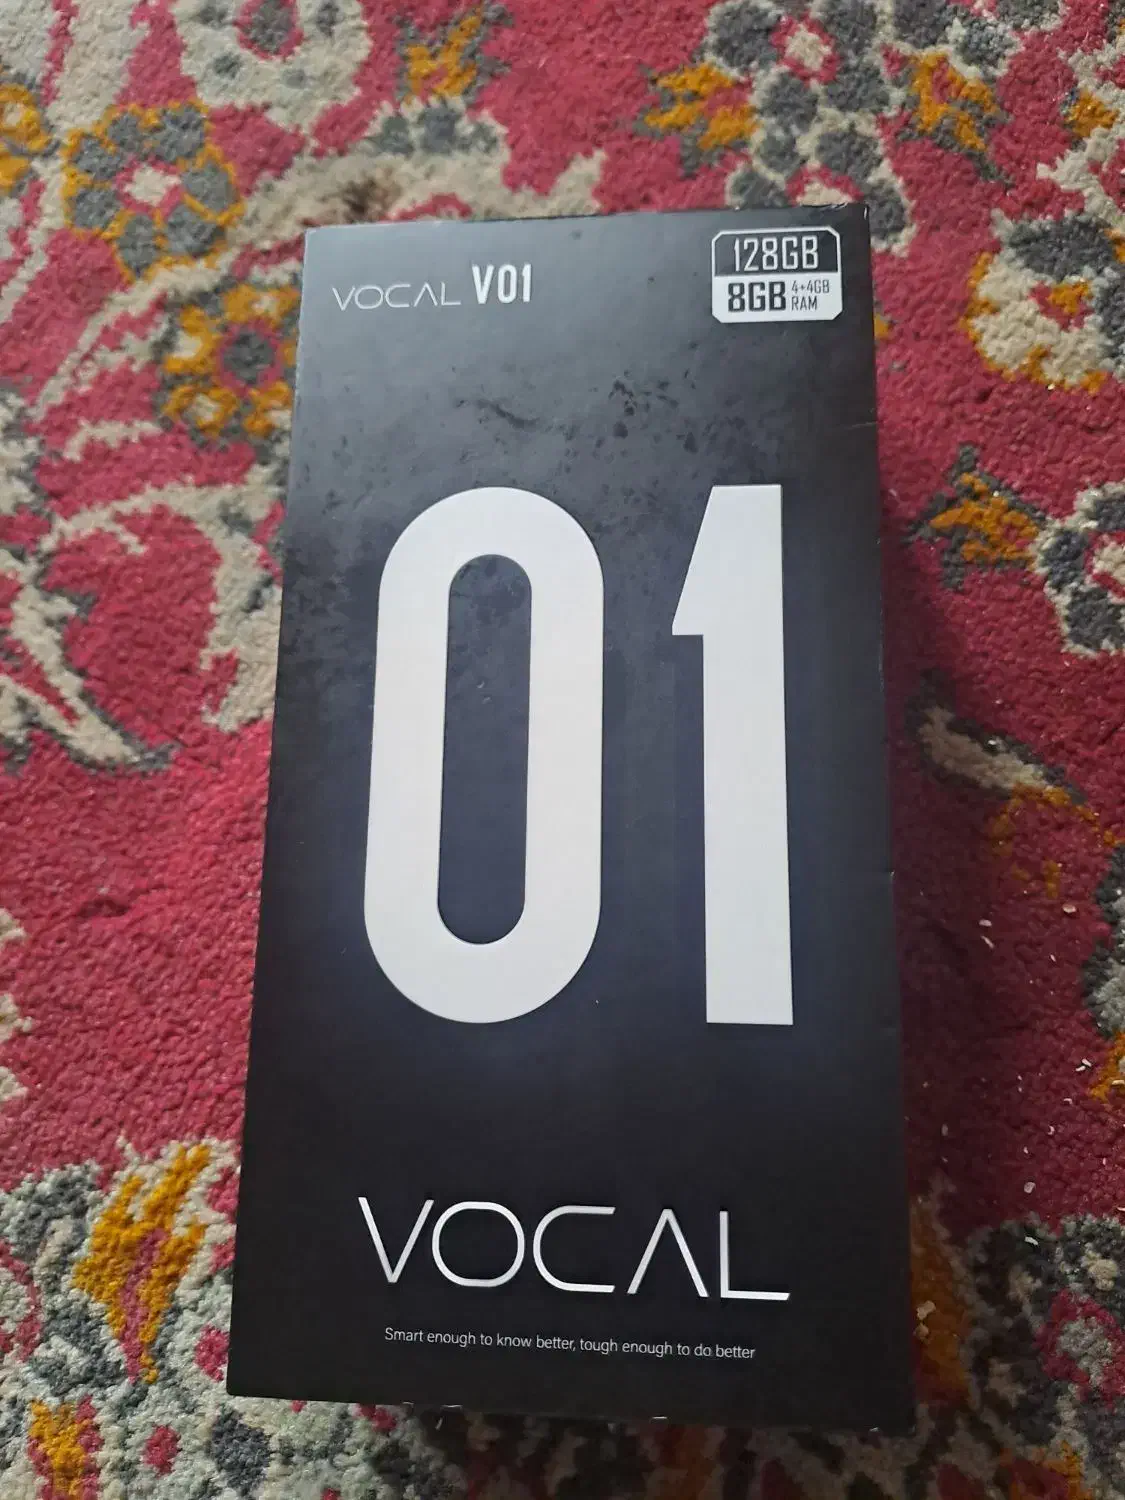 VOCAL V01
128GB
8GB 4+4GB RAM
01
VOCAL
Smart enough to know better, tough enough to do better